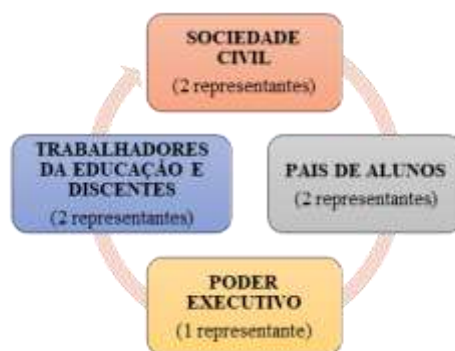 SOCIEDADE
CIVIL
(2 representantes)
TRABALHADORES
DA EDUCAÇÃO E
DISCENTES
(2 representantes)
PAIS DE ALUNOS
(2 representantes)
PODER
EXECUTIVO
(1 representante)